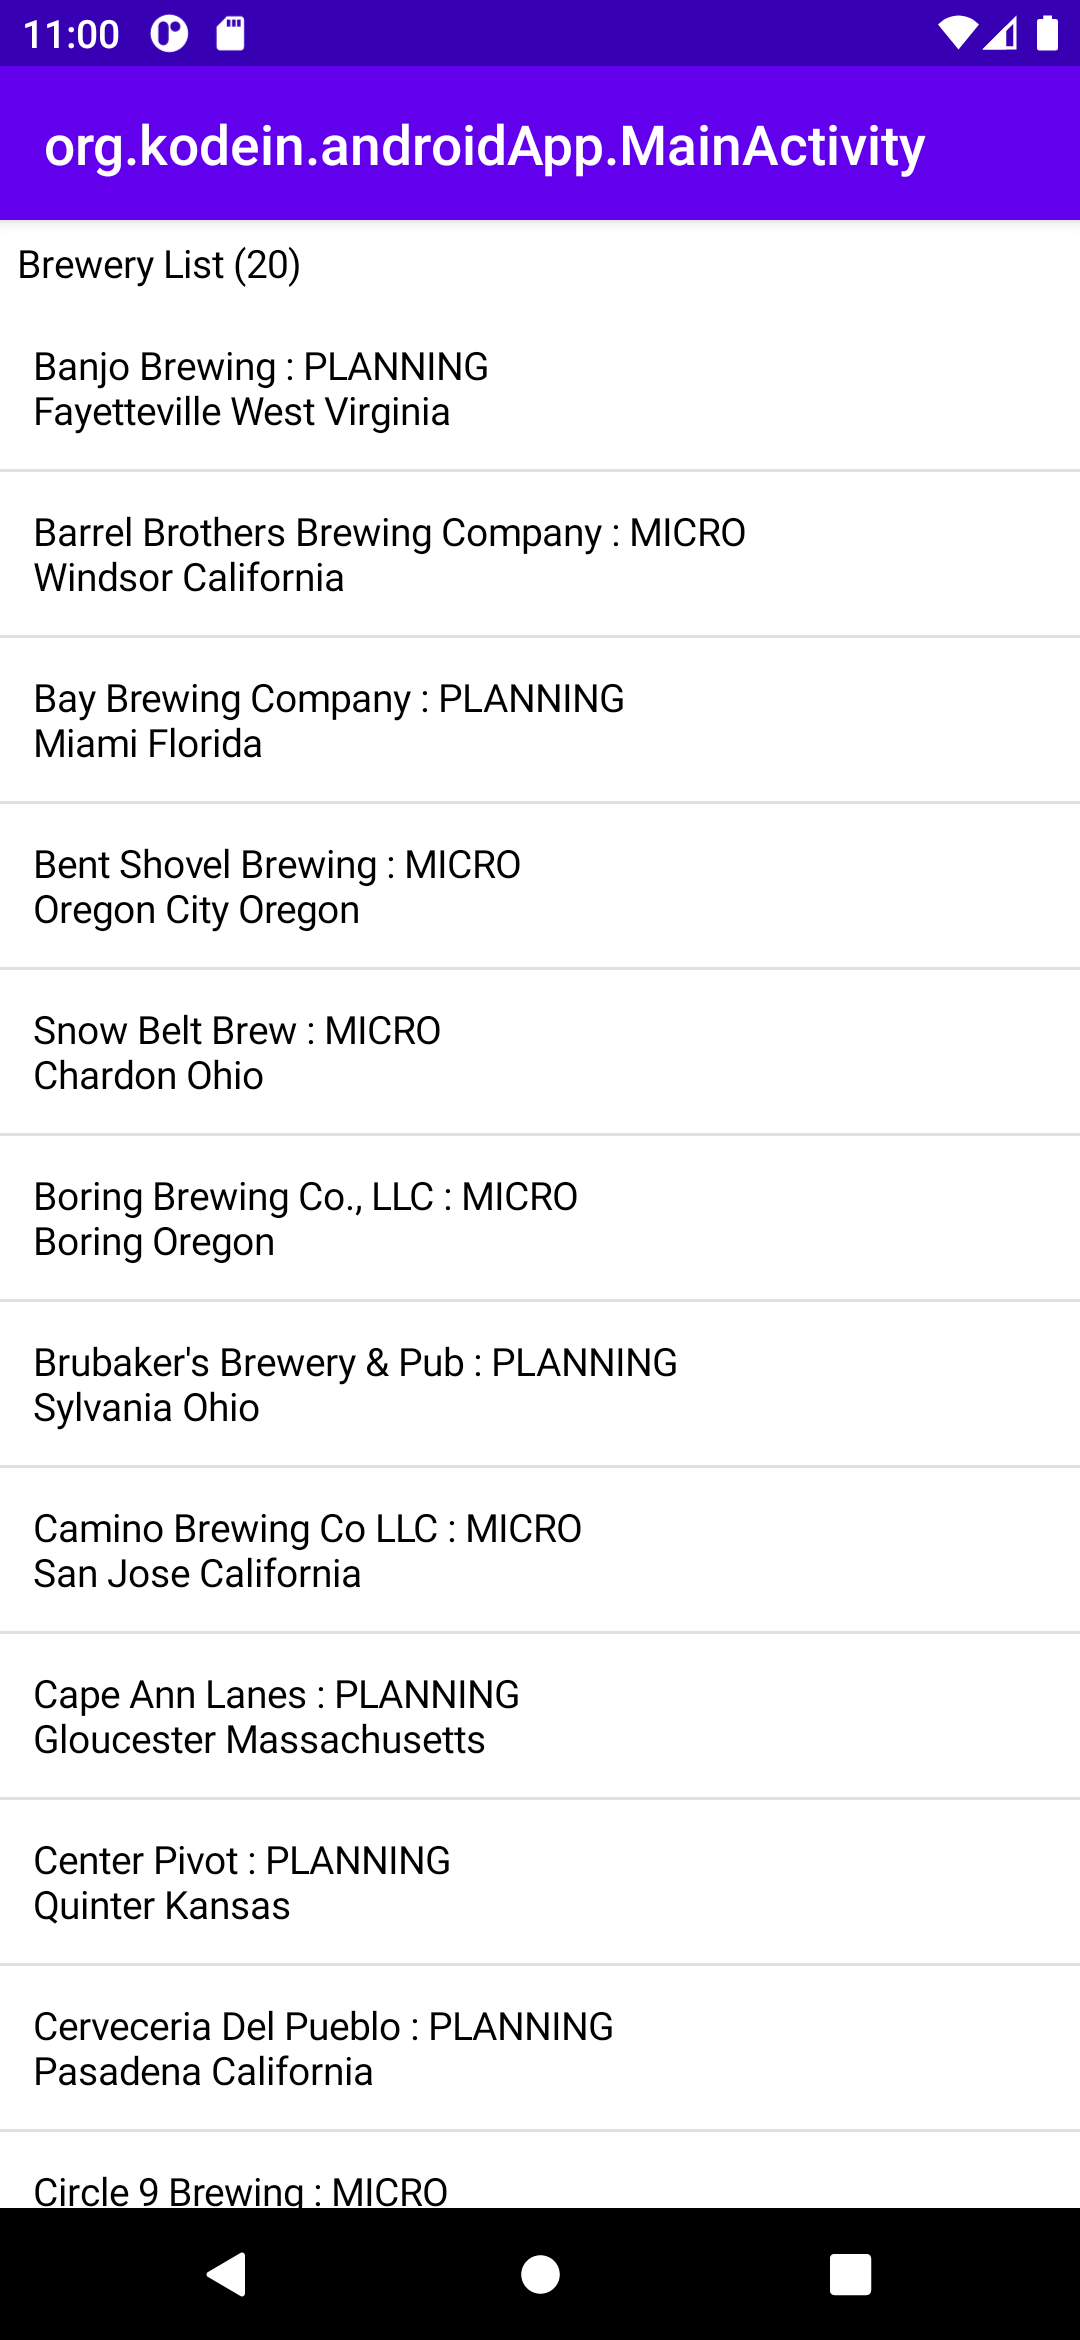 11:00
org.kodein.androidApp.MainActivity
Brewery List (20)
Banjo Brewing : PLANNING
Fayetteville West Virginia
Barrel Brothers Brewing Company : MICRO
Windsor California
Bay Brewing Company : PLANNING
Miami Florida
Bent Shovel Brewing : MICRO
Oregon City Oregon
Snow Belt Brew : MICRO
Chardon Ohio
Boring Brewing Co., LLC : MICRO
Boring Oregon
Brubaker's Brewery & Pub : PLANNING
Sylvania Ohio
Camino Brewing Co LLC : MICRO
San Jose California
Cape Ann Lanes : PLANNING
Gloucester Massachusetts
Center Pivot : PLANNING
Quinter Kansas
Cerveceria Del Pueblo : PLANNING
Pasadena California
Circle 9 Brewing : MICRO